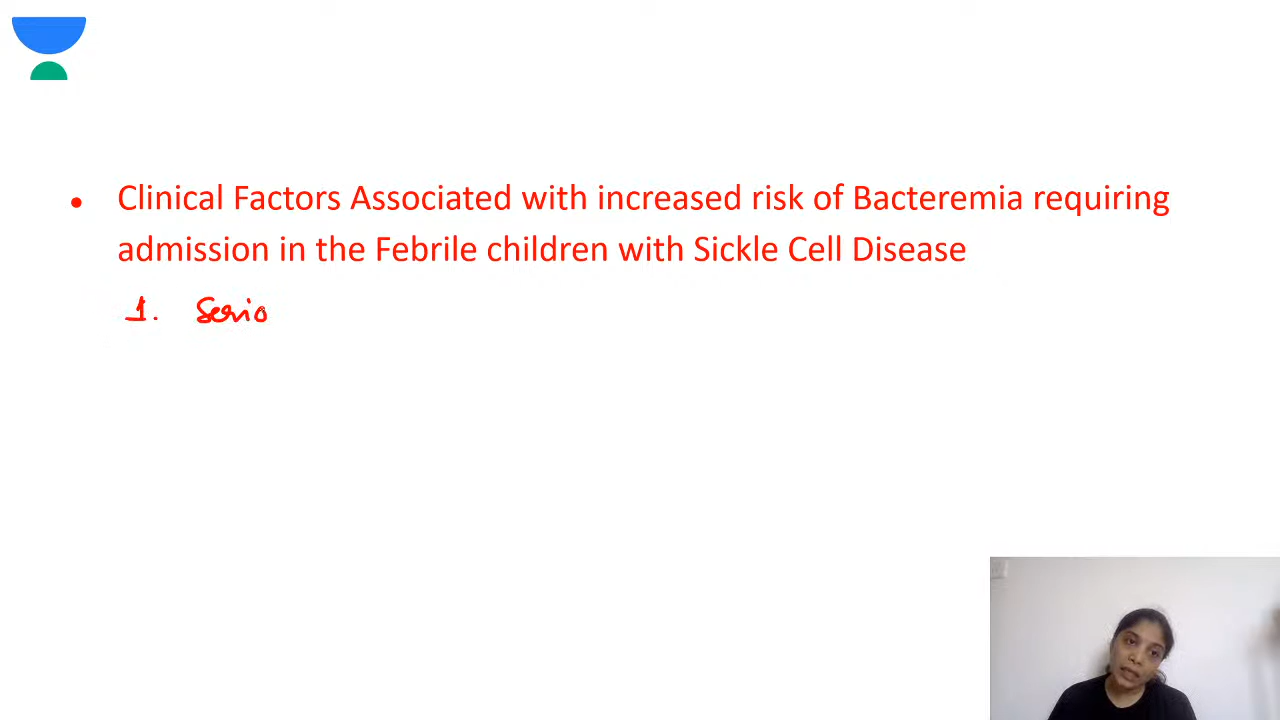 • Clinical Factors Associated with increased risk of Bacteremia requiring
admission in the Febrile children with Sickle Cell Disease
1. Serio